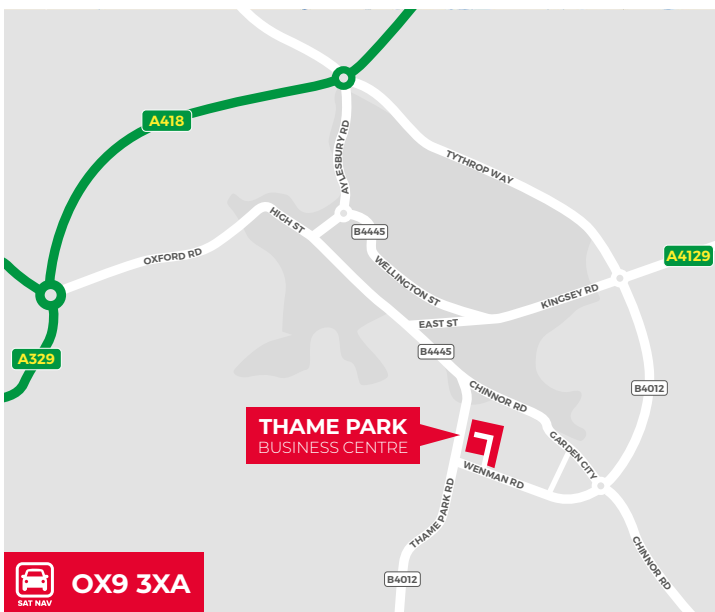 A418
AYLESBURY RD
TYTHROP WAY
HIGH ST
B4445
OXFORD RD
A4129
WELLINGTON ST
KINGSEY RD
EAST ST
A329
B4445
B4012
CHINNOR RD
THAME PARK
BUSINESS CENTRE
GARDEN CITY
WENMAN RD
THAME PARK RD
CHINNOR RD
B4012
SAT NAV
OX9 3XA